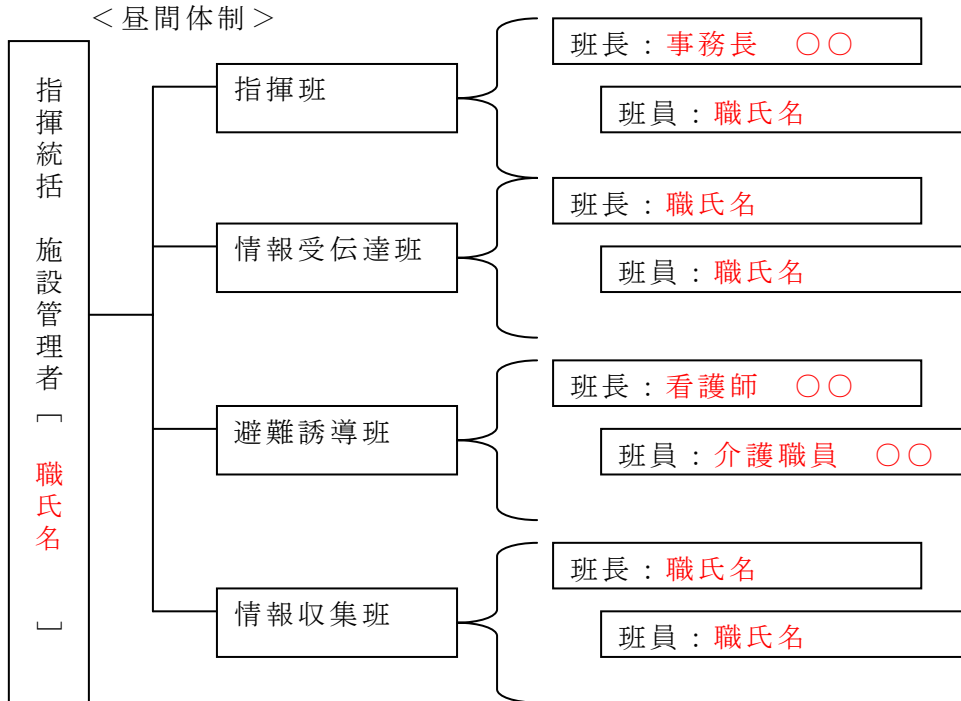 ＜昼間体制＞
指揮統括　施設管理者［　職氏名　］
指揮班
班長：事務長　○○
班員：職氏名
情報受伝達班
班長：職氏名
班員：職氏名
避難誘導班
班長：看護師　○○
班員：介護職員　○○
情報収集班
班長：職氏名
班員：職氏名